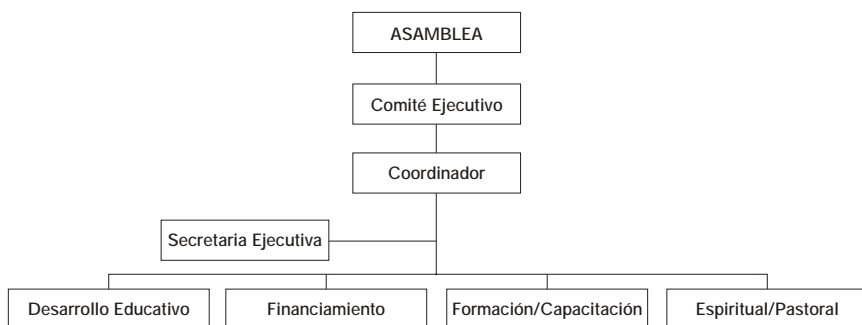 ASAMBLEA
Comité Ejecutivo
Coordinador
Secretaria Ejecutiva
Desarrollo Educativo
Financiamiento
Formación/Capacitación
Espiritual/Pastoral